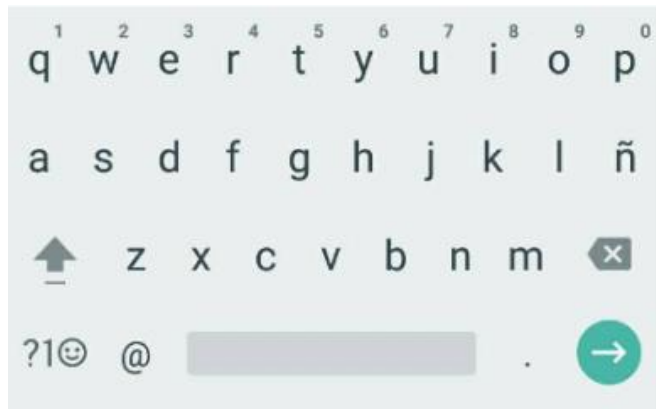 1 2 3 4 5 6 7 8 9 0
q w e r t y u i o p
a s d f g h j k l ñ
z x c v b n m
?1☺ @ .